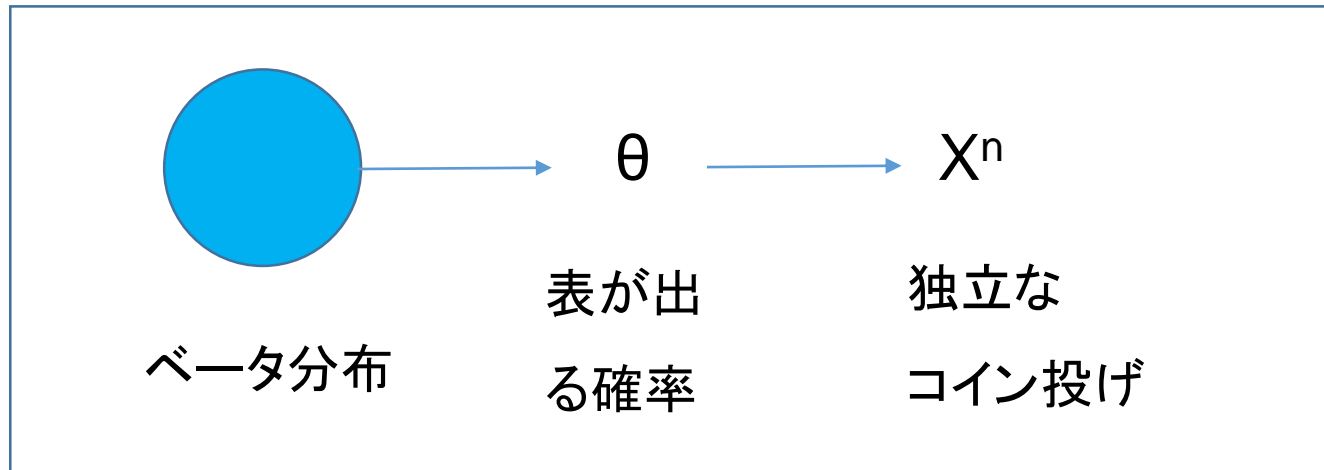 θ
Xⁿ
表が出
る確率
独立な
コイン投げ
ベータ分布